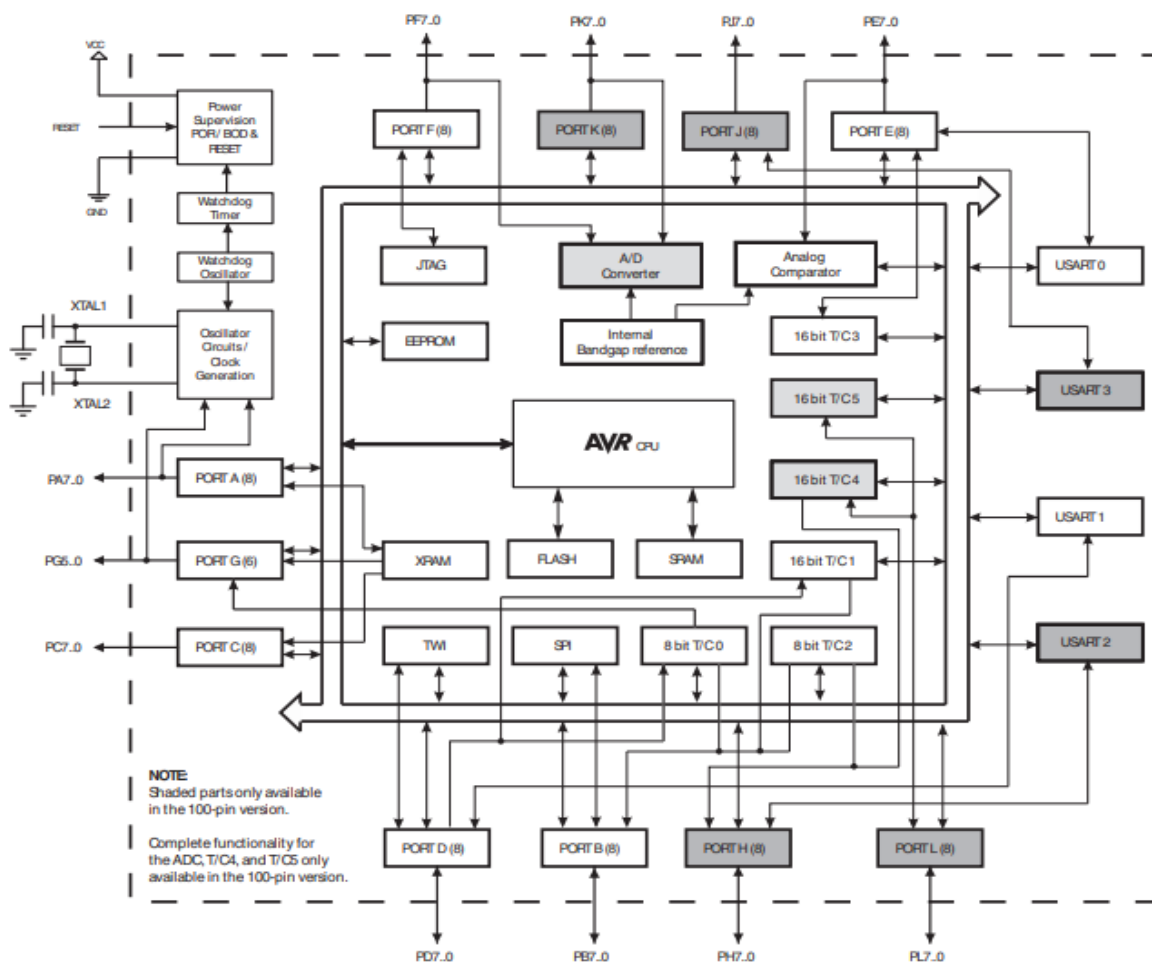 PF7..0
PK7..0
PJ7..0
PE7..0
VCC
RESET
GND
Power
Supervision
POR / BOD &
RESET
PORT F (8)
PORT K (8)
PORT J (8)
PORT E (8)
Watchdog
Timer
Watchdog
Oscillator
JTAG
A/D
Converter
Analog
Comparator
USART 0
XTAL1
Oscillator
Circuits /
Clock
Generation
XTAL2
EEPROM
Internal
Bandgap reference
16 bit T/C 3
16 bit T/C 5
USART 3
AVR CPU
PA7..0
PORT A (8)
16 bit T/C 4
USART 1
PG5..0
PORT G (6)
XRAM
FLASH
SRAM
16 bit T/C 1
PC7..0
PORT C (8)
TWI
SPI
8 bit T/C 0
8 bit T/C 2
USART 2
NOTE:
Shaded parts only available
in the 100-pin version.
Complete functionality for
the ADC, T/C4, and T/C5 only
available in the 100-pin version.
PORT D (8)
PORT B (8)
PORT H (8)
PORT L (8)
PD7..0
PB7..0
PH7..0
PL7..0